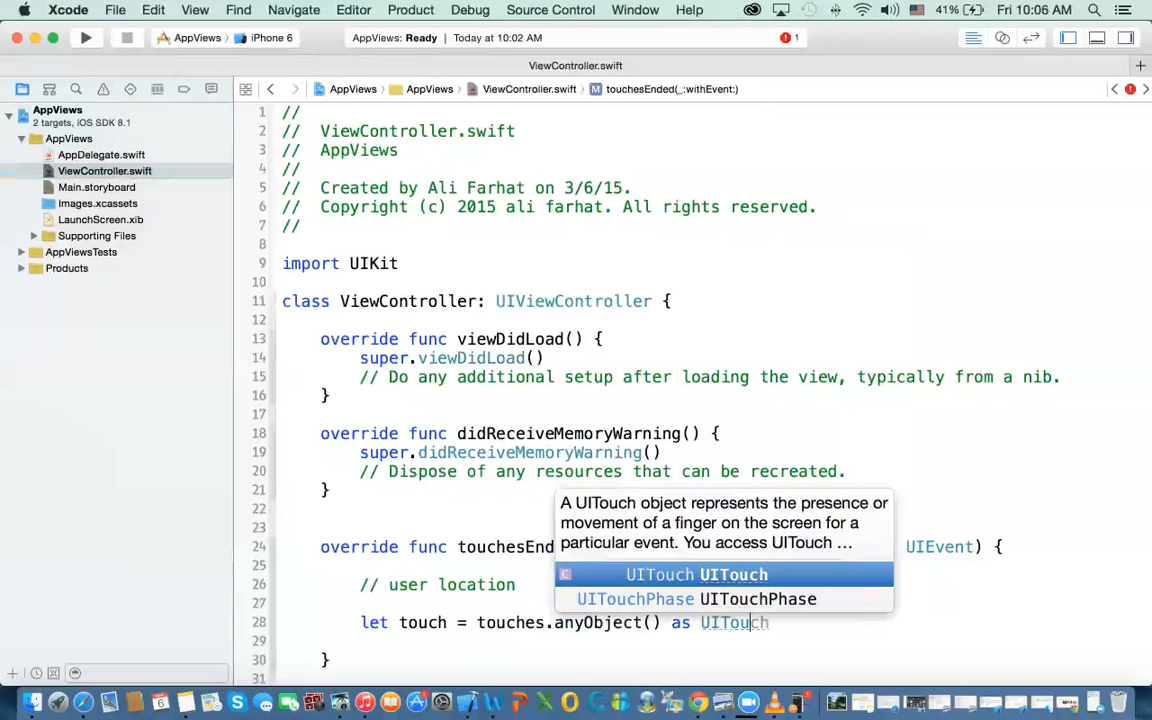 Xcode File Edit View Find Navigate Editor Product Debug Source Control Window Help 41% Fri 10:06 AM
AppViews iPhone 6 AppViews: Ready Today at 10:02 AM 1
ViewController.swift
AppViews AppViews ViewController.swift M touchesEnded(_:withEvent:)
AppViews
2 targets, iOS SDK 8.1
AppViews
AppDelegate.swift
ViewController.swift
Main.storyboard
Images.xcassets
LaunchScreen.xib
Supporting Files
AppViewsTests
Products
1 //
2 // ViewController.swift
3 // AppViews
4 //
5 // Created by Ali Farhat on 3/6/15.
6 // Copyright (c) 2015 ali farhat. All rights reserved.
7 //
8
9 import UIKit
10
11 class ViewController: UIViewController {
12
13 override func viewDidLoad() {
14 super.viewDidLoad()
15 // Do any additional setup after loading the view, typically from a nib.
16 }
17
18 override func didReceiveMemoryWarning() {
19 super.didReceiveMemoryWarning()
20 // Dispose of any resources that can be recreated.
21 }
22
23
24 override func touchesEnd UIEvent) {
25
26 // user location
27
28 let touch = touches.anyObject() as UITouch
29
30 }
31
A UITouch object represents the presence or
movement of a finger on the screen for a
particular event. You access UITouch ...
C UITouch UITouch
UITouchPhase UITouchPhase